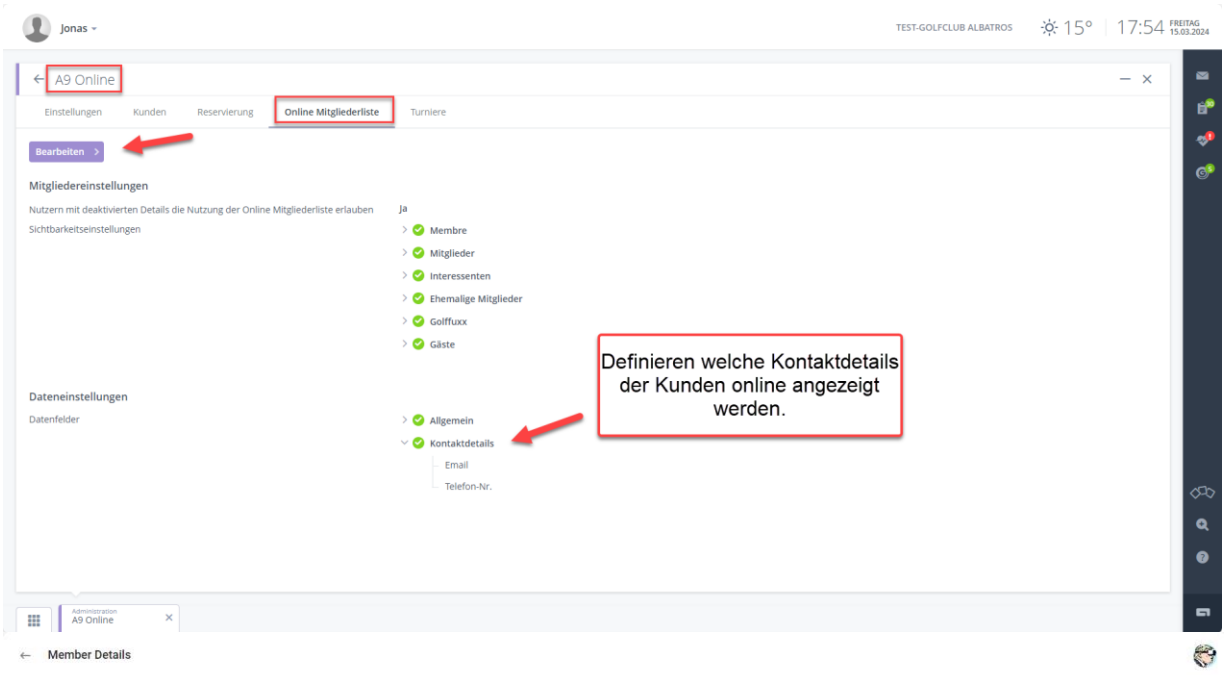 Jonas
TEST-GOLFCLUB ALBATROS
15°
17:54
FREITAG
15.03.2024
A9 Online
Einstellungen
Kunden
Reservierung
Online Mitgliederliste
Turniere
Bearbeiten
Mitgliedereinstellungen
Nutzern mit deaktivierten Details die Nutzung der Online Mitgliederliste erlauben
Ja
Sichtbarkeitseinstellungen
Membre
Mitglieder
Interessenten
Ehemalige Mitglieder
Golffuxx
Gäste
Definieren welche Kontaktdetails
der Kunden online angezeigt
werden.
Dateneinstellungen
Datenfelder
Allgemein
Kontaktdetails
Email
Telefon-Nr.
Administration
A9 Online
Member Details